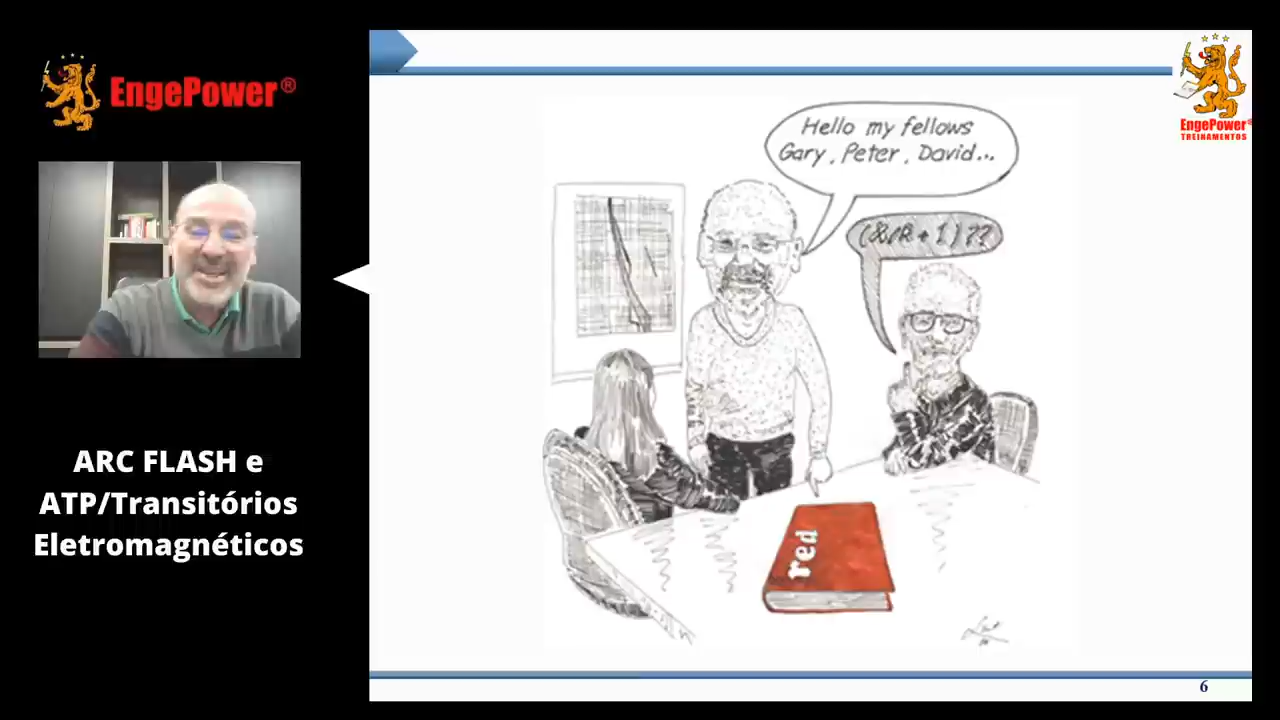 EngePower®
ARC FLASH e
ATP/Transitórios
Eletromagnéticos
EngePower®
TREINAMENTOS
Hello my fellows
Gary, Peter, David...
+ 1)??
red
6